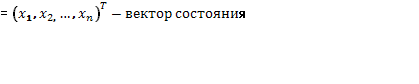 = (x₁, x₂, …, xₙ)ᵀ − вектор состояния